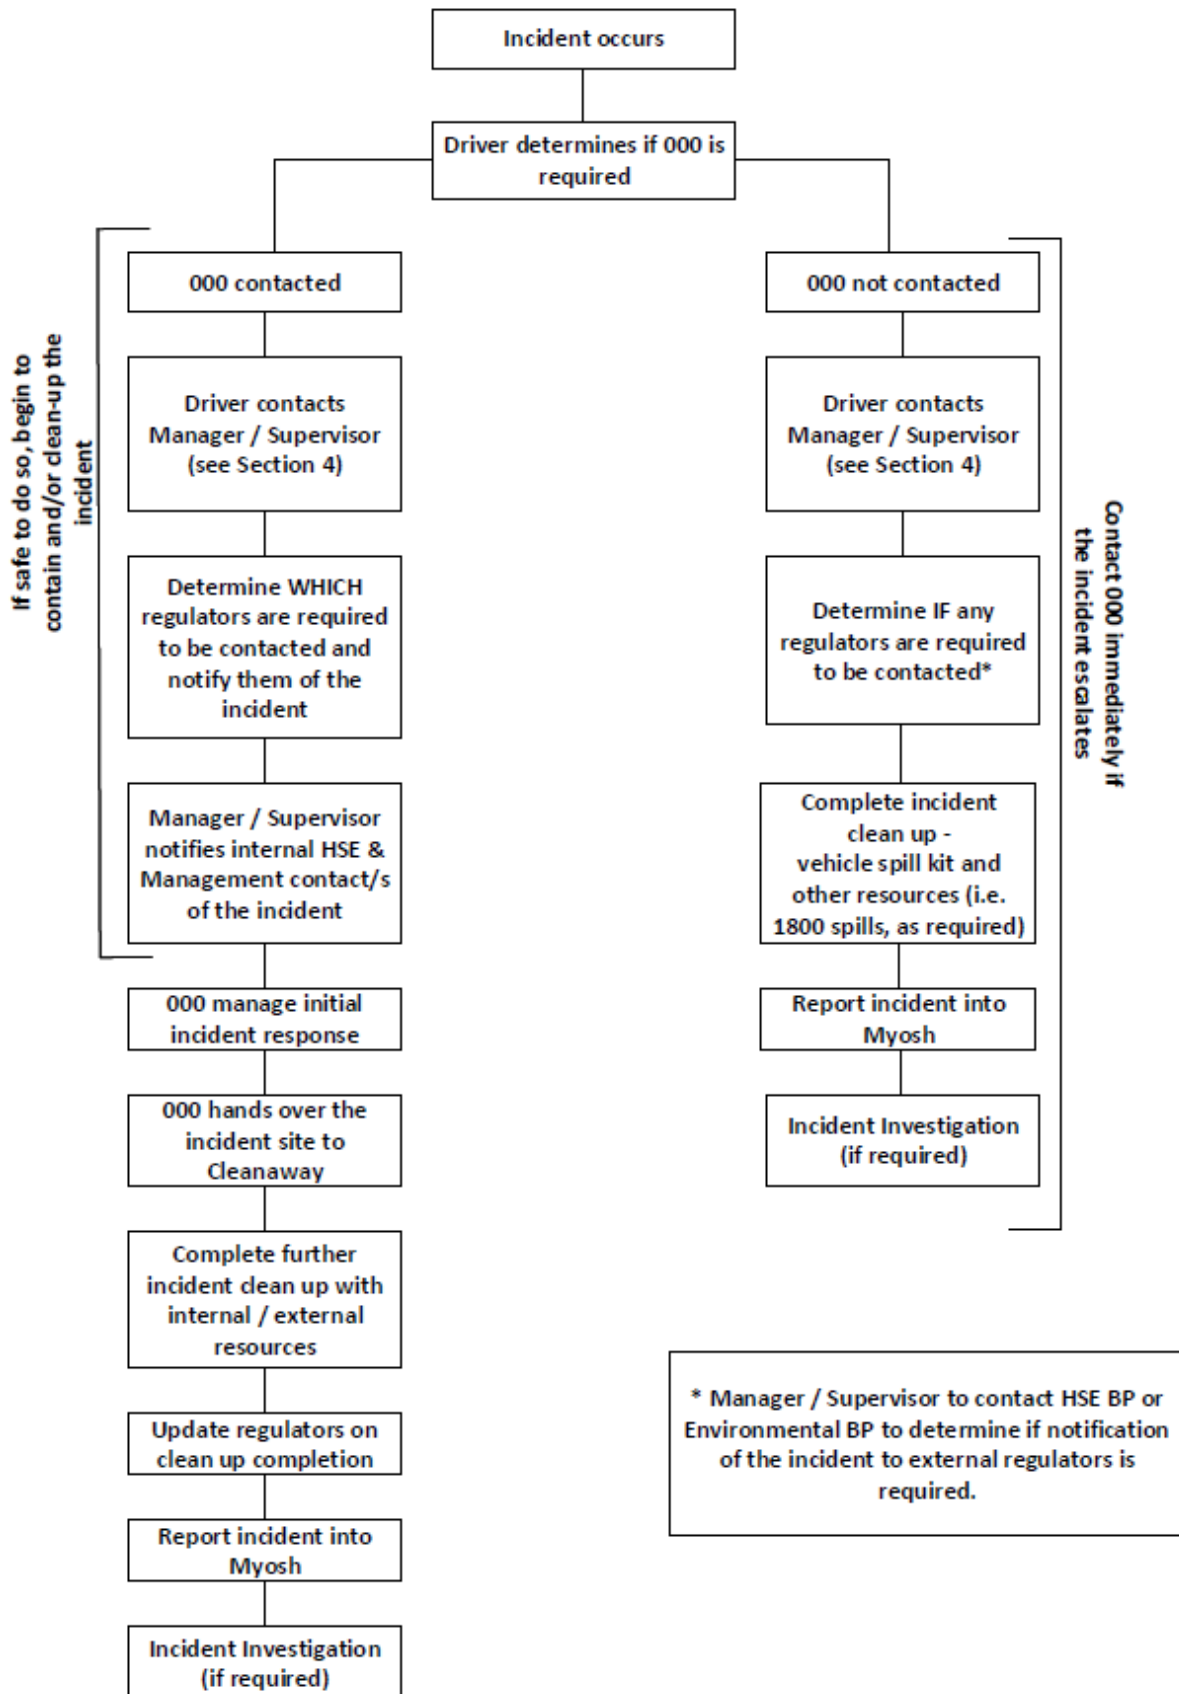 Incident occurs
Driver determines if 000 is
required
If safe to do so, begin to
contain and/or clean-up the
incident
000 contacted
Driver contacts
Manager / Supervisor
(see Section 4)
Determine WHICH
regulators are required
to be contacted and
notify them of the
incident
Manager / Supervisor
notifies internal HSE &
Management contact/s
of the incident
000 manage initial
incident response
000 hands over the
incident site to
Cleanaway
Complete further
incident clean up with
internal / external
resources
Update regulators on
clean up completion
Report incident into
Myosh
Incident Investigation
(if required)
000 not contacted
Driver contacts
Manager / Supervisor
(see Section 4)
Determine IF any
regulators are required
to be contacted*
Complete incident
clean up -
vehicle spill kit and
other resources (i.e.
1800 spills, as required)
Report incident into
Myosh
Incident Investigation
(if required)
Contact 000 immediately if
the incident escalates
* Manager / Supervisor to contact HSE BP or
Environmental BP to determine if notification
of the incident to external regulators is
required.